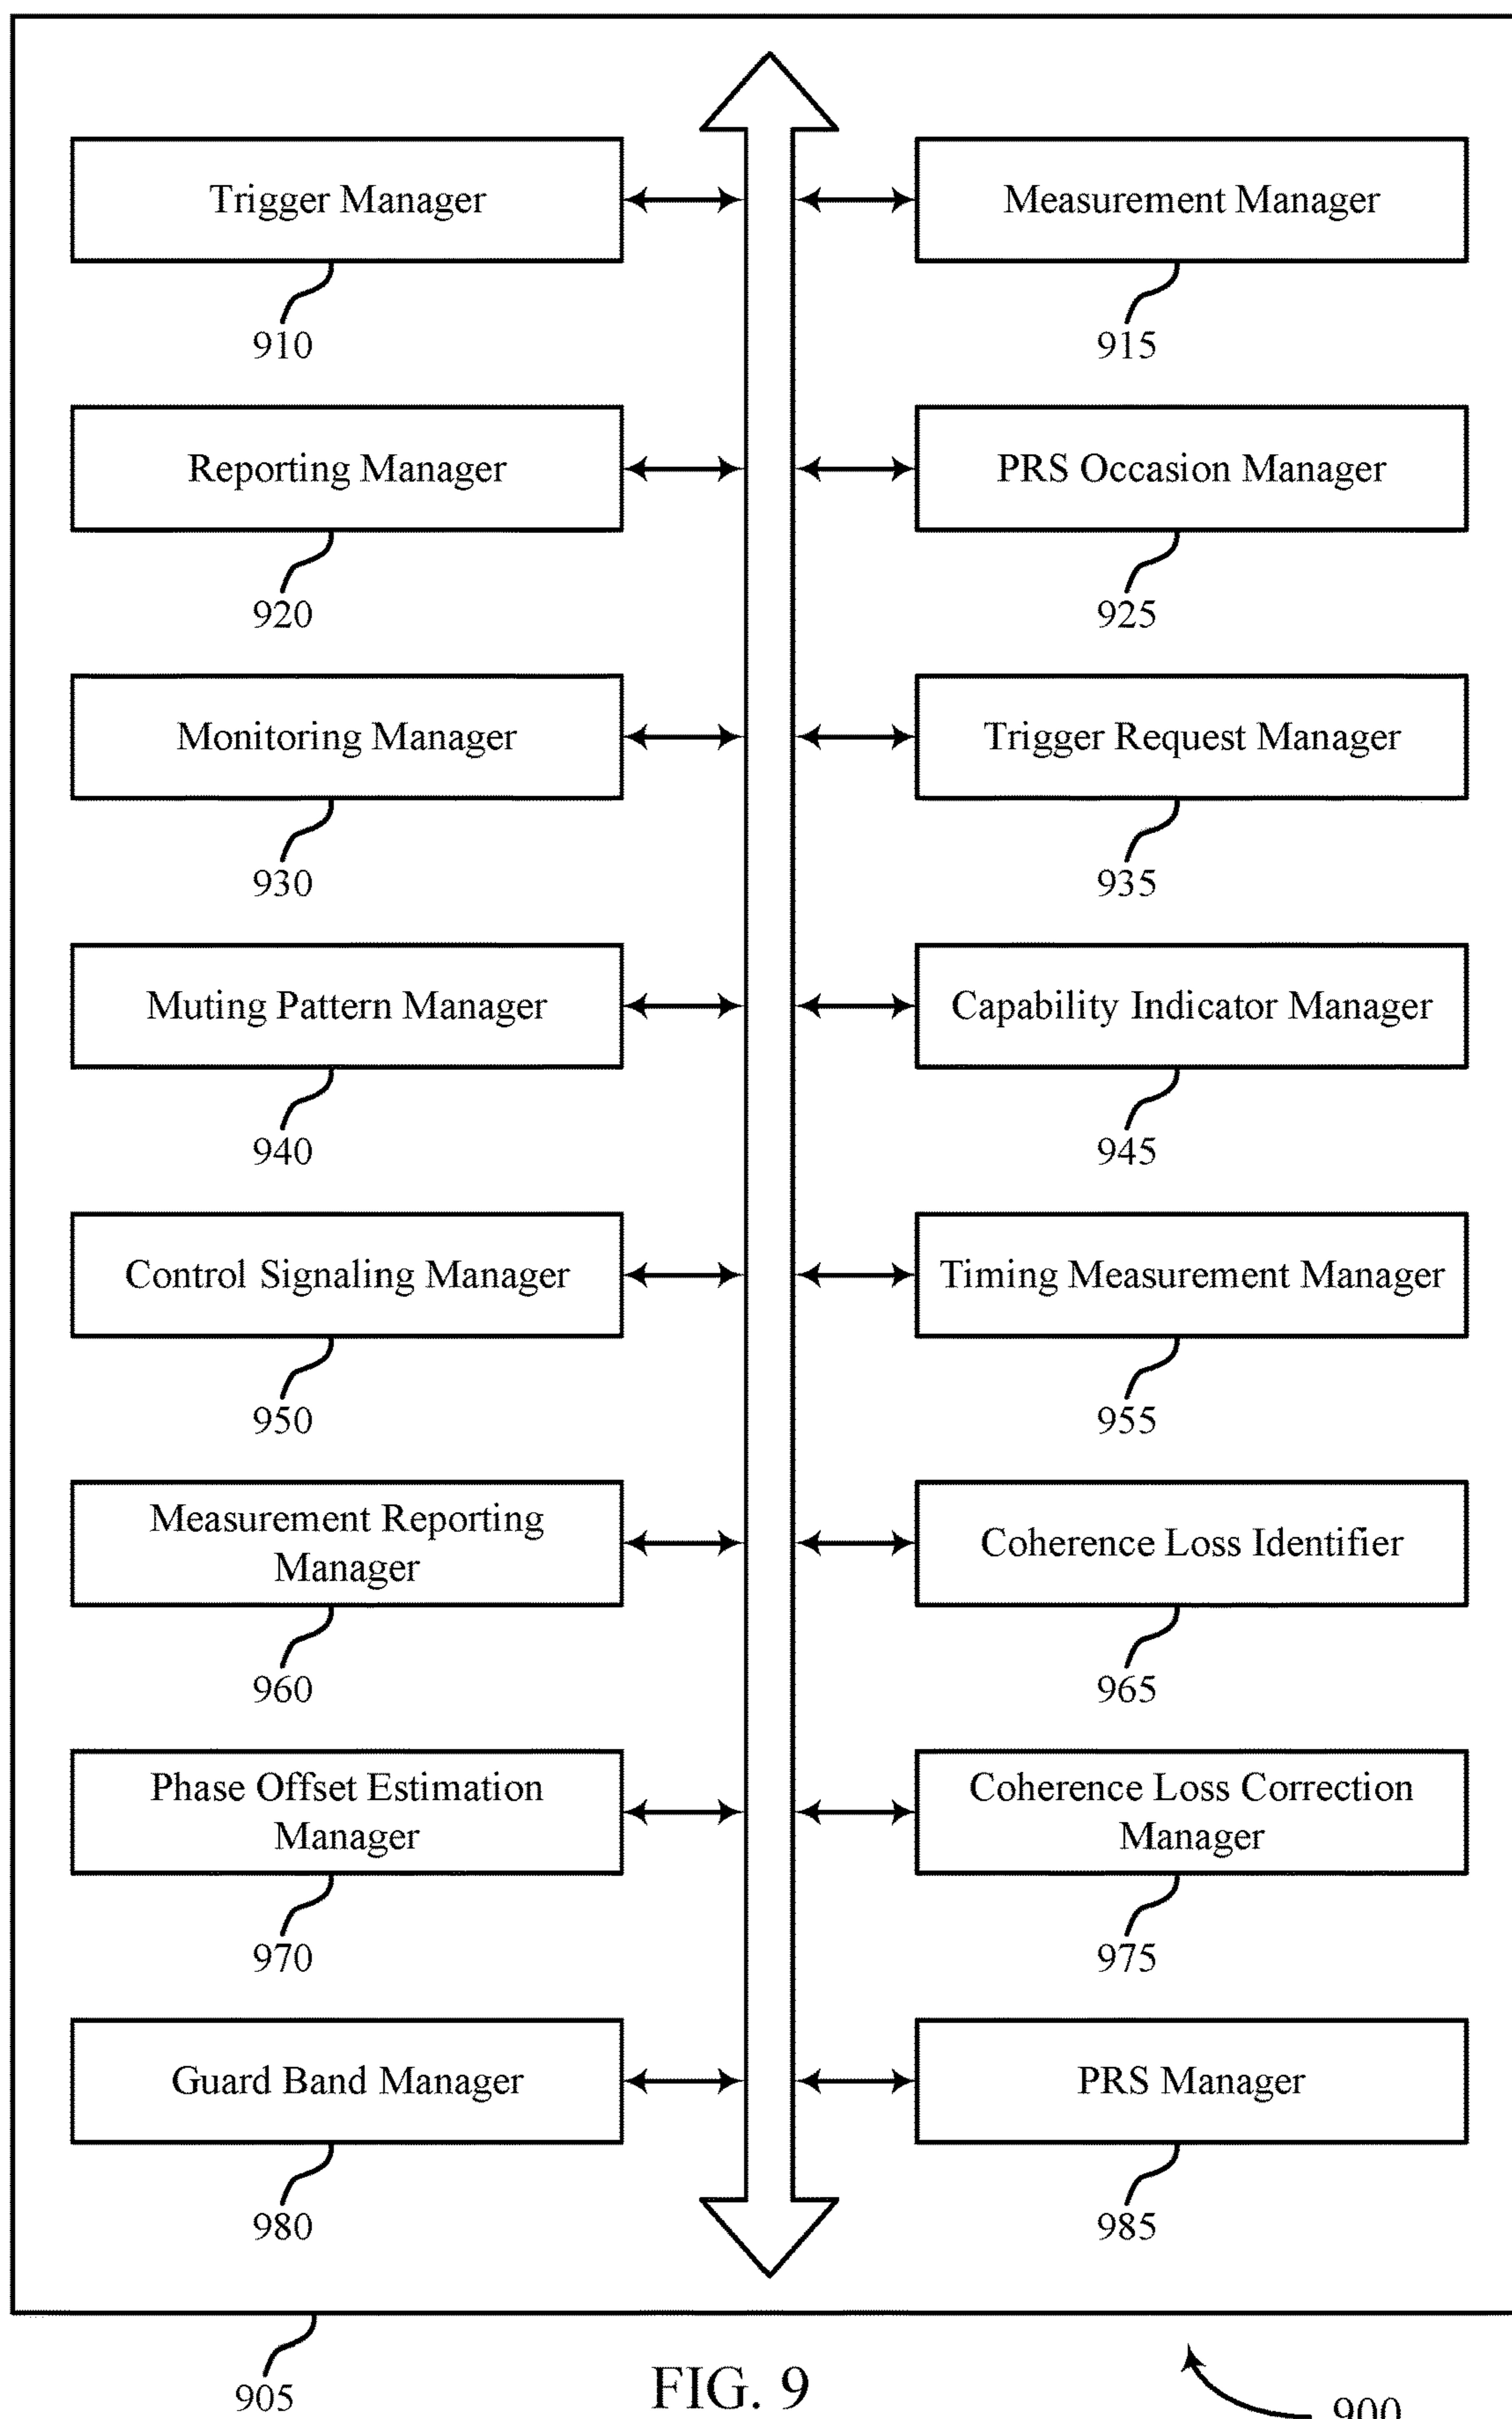 Trigger Manager
Measurement Manager
910
915
Reporting Manager
PRS Occasion Manager
920
925
Monitoring Manager
Trigger Request Manager
930
935
Muting Pattern Manager
Capability Indicator Manager
940
945
Control Signaling Manager
Timing Measurement Manager
950
955
Measurement Reporting
Manager
Coherence Loss Identifier
960
965
Phase Offset Estimation
Manager
Coherence Loss Correction
Manager
970
975
Guard Band Manager
PRS Manager
980
985
905
FIG. 9
900